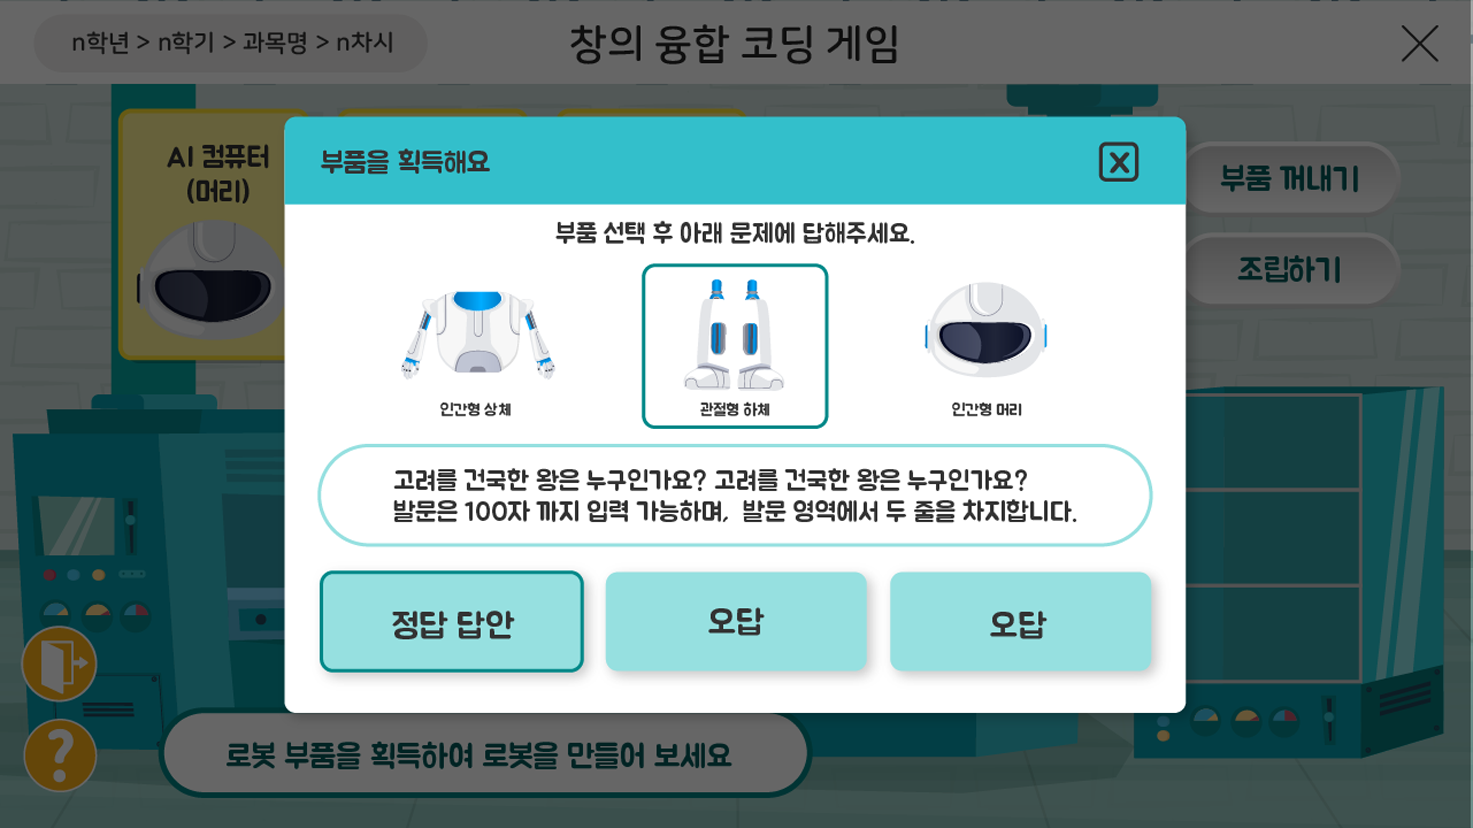 n학년 > n학기 > 과목명 > n차시
창의 융합 코딩 게임
AI 컴퓨터
(머리)
부품 꺼내기
조립하기
부품을 획득해요
부품 선택 후 아래 문제에 답해주세요.
인간형 상체
관절형 하체
인간형 머리
고려를 건국한 왕은 누구인가요? 고려를 건국한 왕은 누구인가요?
발문은 100자 까지 입력 가능하며, 발문 영역에서 두 줄을 차지합니다.
정답 답안
오답
오답
로봇 부품을 획득하여 로봇을 만들어 보세요
?